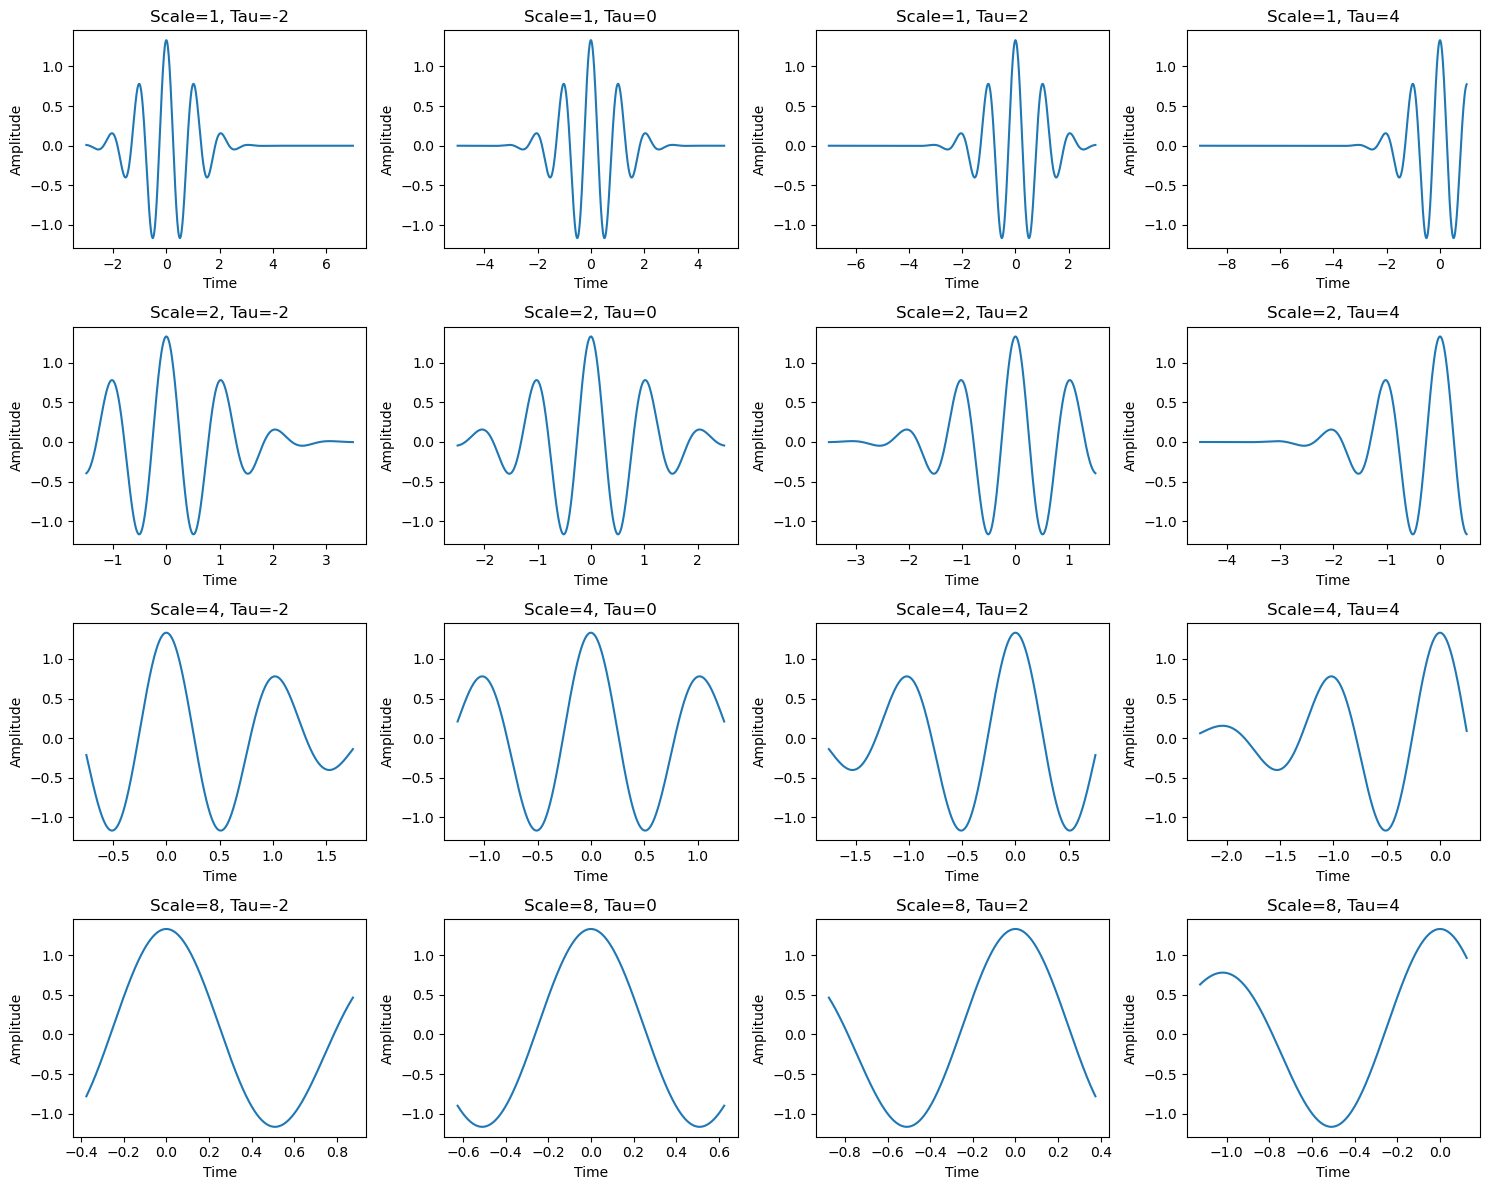 Scale=1, Tau=-2
Scale=1, Tau=0
Scale=1, Tau=2
Scale=1, Tau=4
Amplitude
1.0
0.5
0.0
−0.5
−1.0
−2 0 2 4 6
Time
Amplitude
1.0
0.5
0.0
−0.5
−1.0
−4 −2 0 2 4
Time
Amplitude
1.0
0.5
0.0
−0.5
−1.0
−6 −4 −2 0 2
Time
Amplitude
1.0
0.5
0.0
−0.5
−1.0
−8 −6 −4 −2 0
Time
Scale=2, Tau=-2
Scale=2, Tau=0
Scale=2, Tau=2
Scale=2, Tau=4
Amplitude
1.0
0.5
0.0
−0.5
−1.0
−1 0 1 2 3
Time
Amplitude
1.0
0.5
0.0
−0.5
−1.0
−2 −1 0 1 2
Time
Amplitude
1.0
0.5
0.0
−0.5
−1.0
−3 −2 −1 0 1
Time
Amplitude
1.0
0.5
0.0
−0.5
−1.0
−4 −3 −2 −1 0
Time
Scale=4, Tau=-2
Scale=4, Tau=0
Scale=4, Tau=2
Scale=4, Tau=4
Amplitude
1.0
0.5
0.0
−0.5
−1.0
−0.5 0.0 0.5 1.0 1.5
Time
Amplitude
1.0
0.5
0.0
−0.5
−1.0
−1.0 −0.5 0.0 0.5 1.0
Time
Amplitude
1.0
0.5
0.0
−0.5
−1.0
−1.5 −1.0 −0.5 0.0 0.5
Time
Amplitude
1.0
0.5
0.0
−0.5
−1.0
−2.0 −1.5 −1.0 −0.5 0.0
Time
Scale=8, Tau=-2
Scale=8, Tau=0
Scale=8, Tau=2
Scale=8, Tau=4
Amplitude
1.0
0.5
0.0
−0.5
−1.0
−0.4 −0.2 0.0 0.2 0.4 0.6 0.8
Time
Amplitude
1.0
0.5
0.0
−0.5
−1.0
−0.6 −0.4 −0.2 0.0 0.2 0.4 0.6
Time
Amplitude
1.0
0.5
0.0
−0.5
−1.0
−0.8 −0.6 −0.4 −0.2 0.0 0.2 0.4
Time
Amplitude
1.0
0.5
0.0
−0.5
−1.0
−1.0 −0.8 −0.6 −0.4 −0.2 0.0
Time